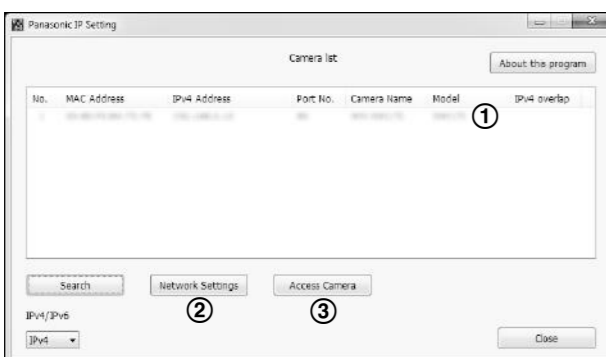 Panasonic IP Setting
Camera list
About this program
No. MAC Address IPv4 Address Port No. Camera Name Model IPv4 overlap
①
Search Network Settings Access Camera
② ③
IPv4/IPv6
IPv4
Close